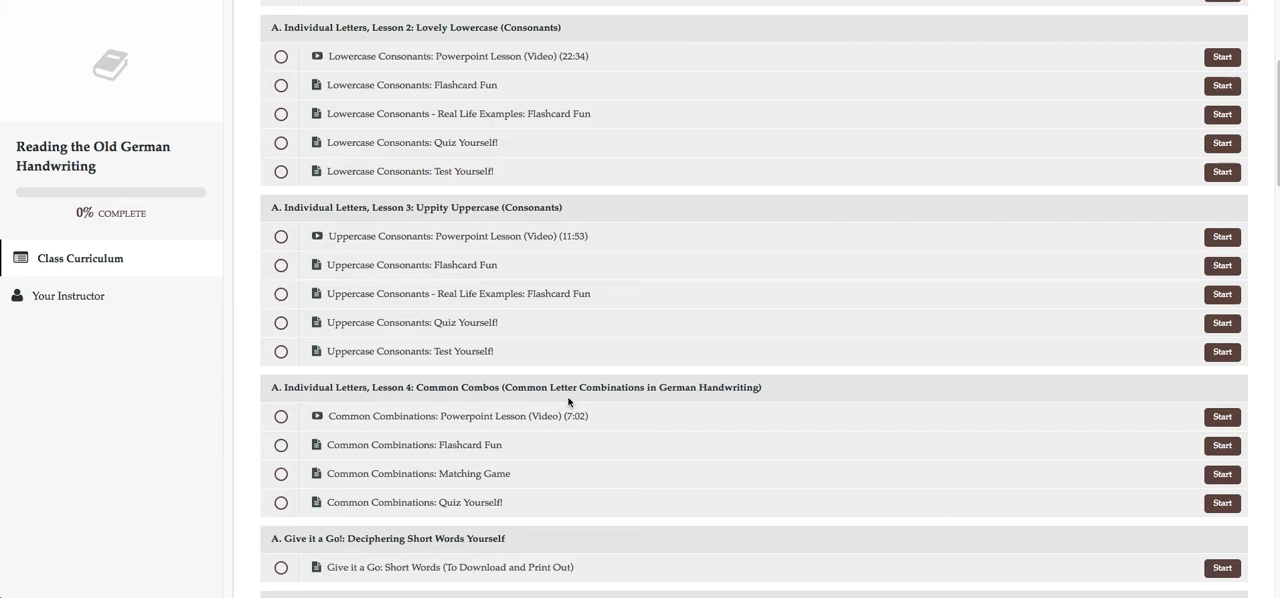 Reading the Old German
Handwriting
0% COMPLETE
Class Curriculum
Your Instructor
A. Individual Letters, Lesson 2: Lovely Lowercase (Consonants)
Lowercase Consonants: Powerpoint Lesson (Video) (22:34) Start
Lowercase Consonants: Flashcard Fun Start
Lowercase Consonants - Real Life Examples: Flashcard Fun Start
Lowercase Consonants: Quiz Yourself! Start
Lowercase Consonants: Test Yourself! Start
A. Individual Letters, Lesson 3: Uppity Uppercase (Consonants)
Uppercase Consonants: Powerpoint Lesson (Video) (11:53) Start
Uppercase Consonants: Flashcard Fun Start
Uppercase Consonants - Real Life Examples: Flashcard Fun Start
Uppercase Consonants: Quiz Yourself! Start
Uppercase Consonants: Test Yourself! Start
A. Individual Letters, Lesson 4: Common Combos (Common Letter Combinations in German Handwriting)
Common Combinations: Powerpoint Lesson (Video) (7:02) Start
Common Combinations: Flashcard Fun Start
Common Combinations: Matching Game Start
Common Combinations: Quiz Yourself! Start
A. Give it a Go!: Deciphering Short Words Yourself
Give it a Go: Short Words (To Download and Print Out) Start